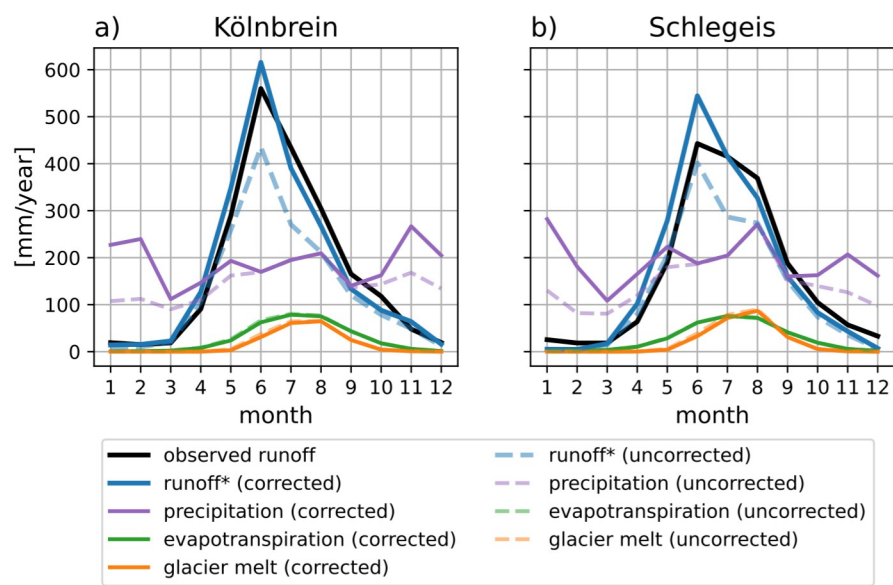 a) Kölnbrein
b) Schlegeis
[mm/year]
600
500
400
300
200
100
0
1 2 3 4 5 6 7 8 9 10 11 12
1 2 3 4 5 6 7 8 9 10 11 12
month
month
observed runoff
runoff* (corrected)
precipitation (corrected)
evapotranspiration (corrected)
glacier melt (corrected)
runoff* (uncorrected)
precipitation (uncorrected)
evapotranspiration (uncorrected)
glacier melt (uncorrected)